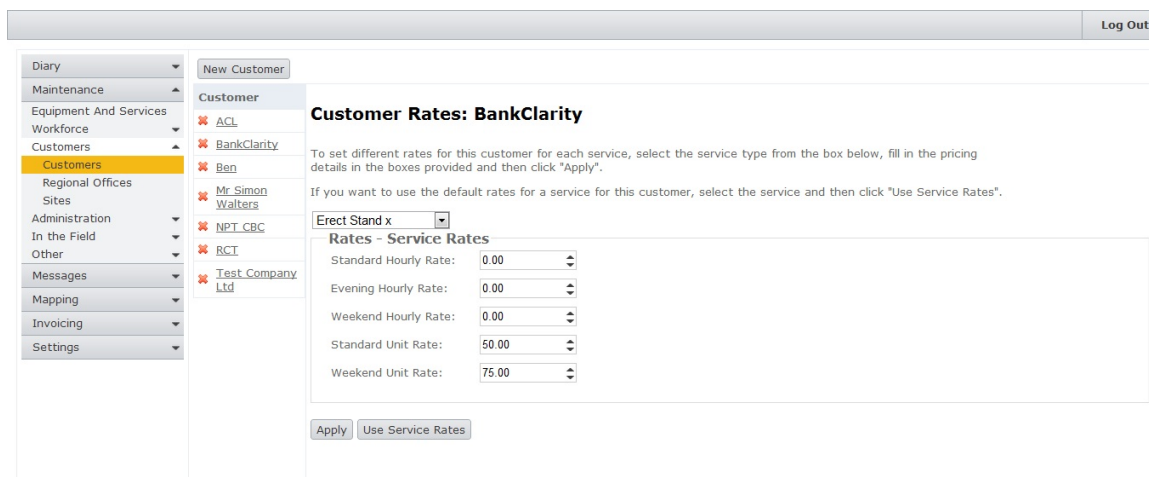 Log Out
Diary
Maintenance
Equipment And Services
Workforce
Customers
Customers
Regional Offices
Sites
Administration
In the Field
Other
Messages
Mapping
Invoicing
Settings
New Customer
Customer
ACL
BankClarity
Ben
Mr Simon
Walters
NPT CBC
RCT
Test Company
Ltd
Customer Rates: BankClarity
To set different rates for this customer for each service, select the service type from the box below, fill in the pricing
details in the boxes provided and then click "Apply".
If you want to use the default rates for a service for this customer, select the service and then click "Use Service Rates".
Erect Stand x
Rates - Service Rates
Standard Hourly Rate: 0.00
Evening Hourly Rate: 0.00
Weekend Hourly Rate: 0.00
Standard Unit Rate: 50.00
Weekend Unit Rate: 75.00
Apply Use Service Rates